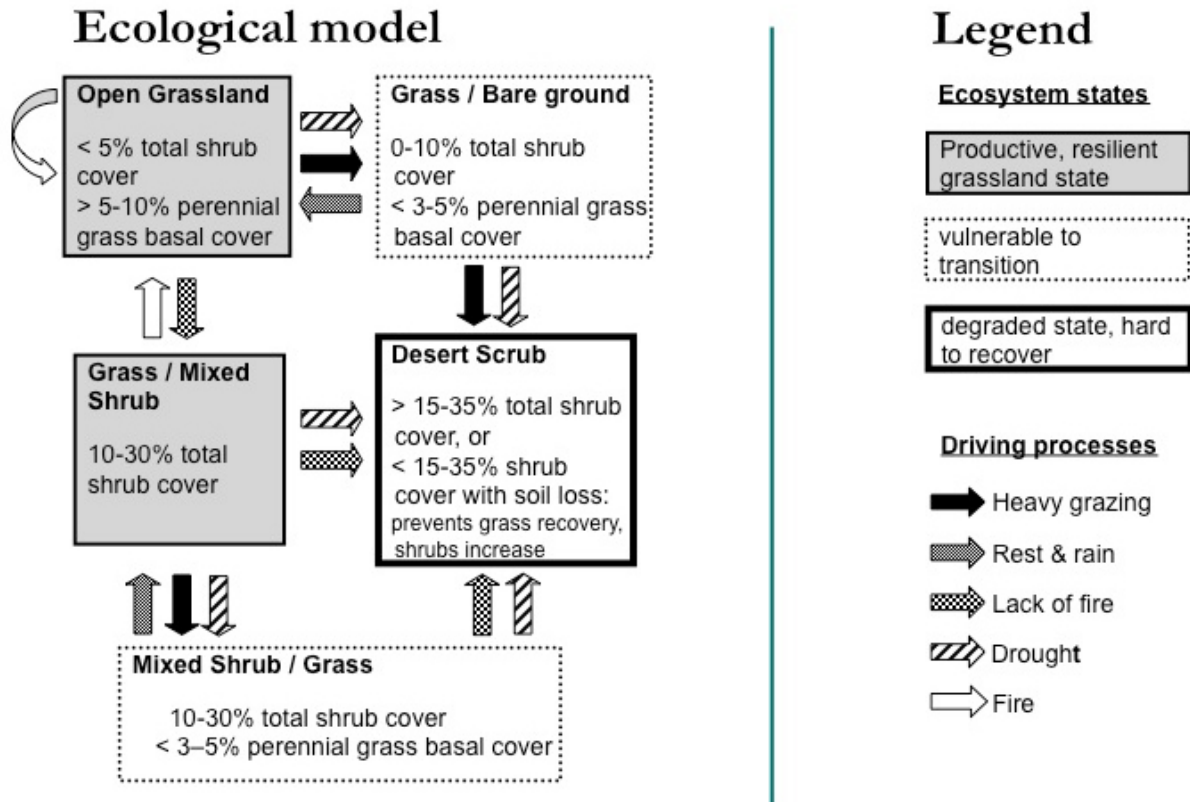 Ecological model
Open Grassland
< 5% total shrub
cover
> 5-10% perennial
grass basal cover
Grass / Bare ground
0-10% total shrub
cover
< 3-5% perennial grass
basal cover
Grass / Mixed
Shrub
10-30% total
shrub cover
Desert Scrub
> 15-35% total shrub
cover, or
< 15-35% shrub
cover with soil loss:
prevents grass recovery,
shrubs increase
Mixed Shrub / Grass
10-30% total shrub cover
< 3–5% perennial grass basal cover
Legend
Ecosystem states
Productive, resilient
grassland state
vulnerable to
transition
degraded state, hard
to recover
Driving processes
Heavy grazing
Rest & rain
Lack of fire
Drought
Fire